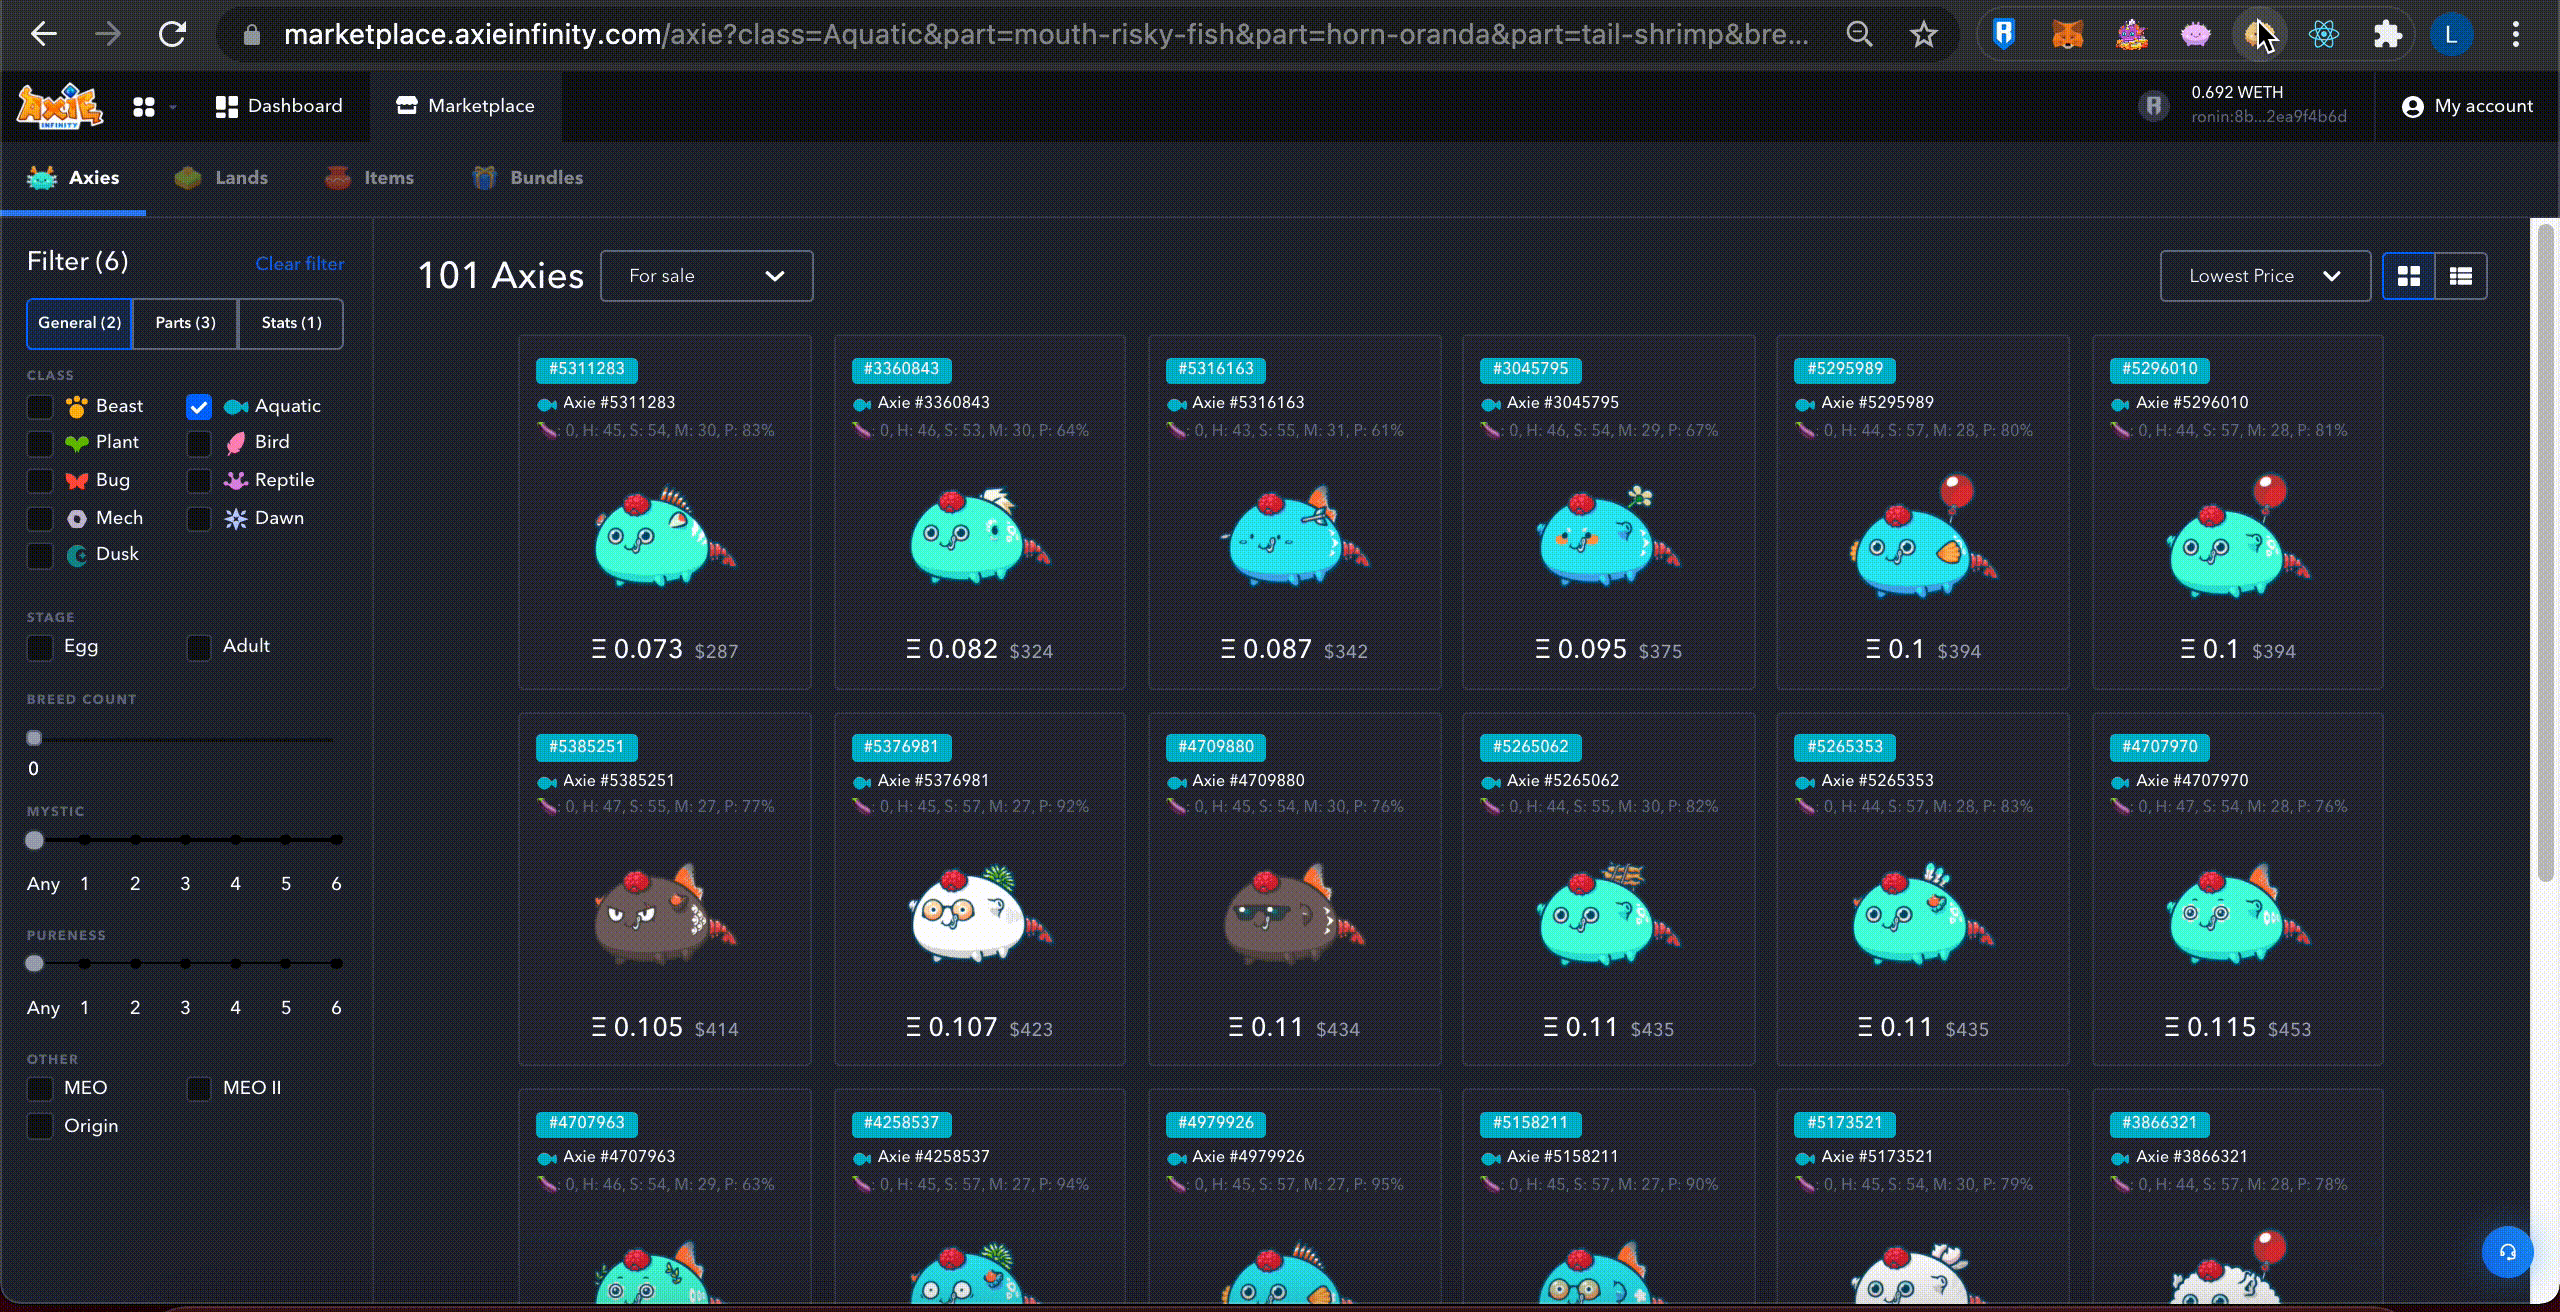 marketplace.axieinfinity.com/axie?class=Aquatic&part=mouth-risky-fish&part=horn-oranda&part=tail-shrimp&bre...
L
AXIE INFINITY
Dashboard
Marketplace
0.692 WETH
ronin:8b...2ea9f4b6d
My account
Axies
Lands
Items
Bundles
Filter (6)
Clear filter
General (2)
Parts (3)
Stats (1)
CLASS
Beast
Aquatic
Plant
Bird
Bug
Reptile
Mech
Dawn
Dusk
STAGE
Egg
Adult
BREED COUNT
0
MYSTIC
Any 1 2 3 4 5 6
PURENESS
Any 1 2 3 4 5 6
OTHER
MEO
MEO II
Origin
101 Axies
For sale
Lowest Price
#5311283
Axie #5311283
: 0, H: 45, S: 54, M: 30, P: 83%
Ξ 0.073 $287
#3360843
Axie #3360843
: 0, H: 46, S: 53, M: 30, P: 64%
Ξ 0.082 $324
#5316163
Axie #5316163
: 0, H: 43, S: 55, M: 31, P: 61%
Ξ 0.087 $342
#3045795
Axie #3045795
: 0, H: 46, S: 54, M: 29, P: 67%
Ξ 0.095 $375
#5295989
Axie #5295989
: 0, H: 44, S: 57, M: 28, P: 80%
Ξ 0.1 $394
#5296010
Axie #5296010
: 0, H: 44, S: 57, M: 28, P: 81%
Ξ 0.1 $394
#5385251
Axie #5385251
: 0, H: 47, S: 55, M: 27, P: 77%
Ξ 0.105 $414
#5376981
Axie #5376981
: 0, H: 45, S: 57, M: 27, P: 92%
Ξ 0.107 $423
#4709880
Axie #4709880
: 0, H: 45, S: 54, M: 30, P: 76%
Ξ 0.11 $434
#5265062
Axie #5265062
: 0, H: 44, S: 55, M: 30, P: 82%
Ξ 0.11 $435
#5265353
Axie #5265353
: 0, H: 44, S: 57, M: 28, P: 83%
Ξ 0.11 $435
#4707970
Axie #4707970
: 0, H: 47, S: 54, M: 28, P: 76%
Ξ 0.115 $453
#4707963
Axie #4707963
: 0, H: 46, S: 54, M: 29, P: 63%
#4258537
Axie #4258537
: 0, H: 45, S: 57, M: 27, P: 94%
#4979926
Axie #4979926
: 0, H: 45, S: 57, M: 27, P: 95%
#5158211
Axie #5158211
: 0, H: 45, S: 57, M: 27, P: 90%
#5173521
Axie #5173521
: 0, H: 45, S: 54, M: 30, P: 79%
#3866321
Axie #3866321
: 0, H: 44, S: 57, M: 28, P: 78%